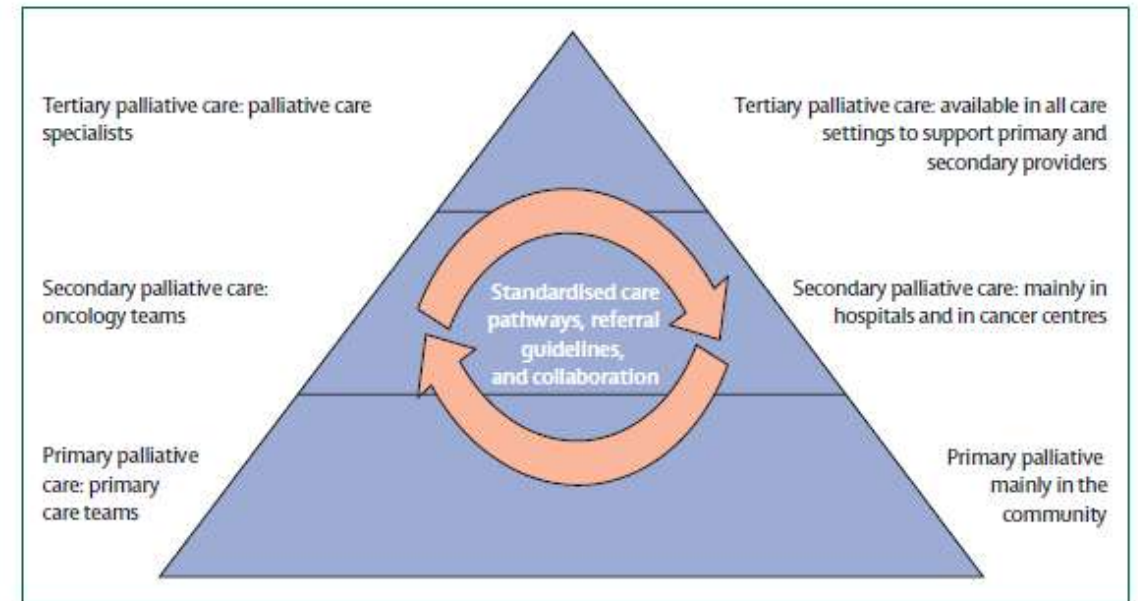 Tertiary palliative care: palliative care
specialists
Tertiary palliative care: available in all care
settings to support primary and
secondary providers
Secondary palliative care:
oncology teams
Standardised care
pathways, referral
guidelines,
and collaboration
Secondary palliative care: mainly in
hospitals and in cancer centres
Primary palliative
care: primary
care teams
Primary palliative
mainly in the
community